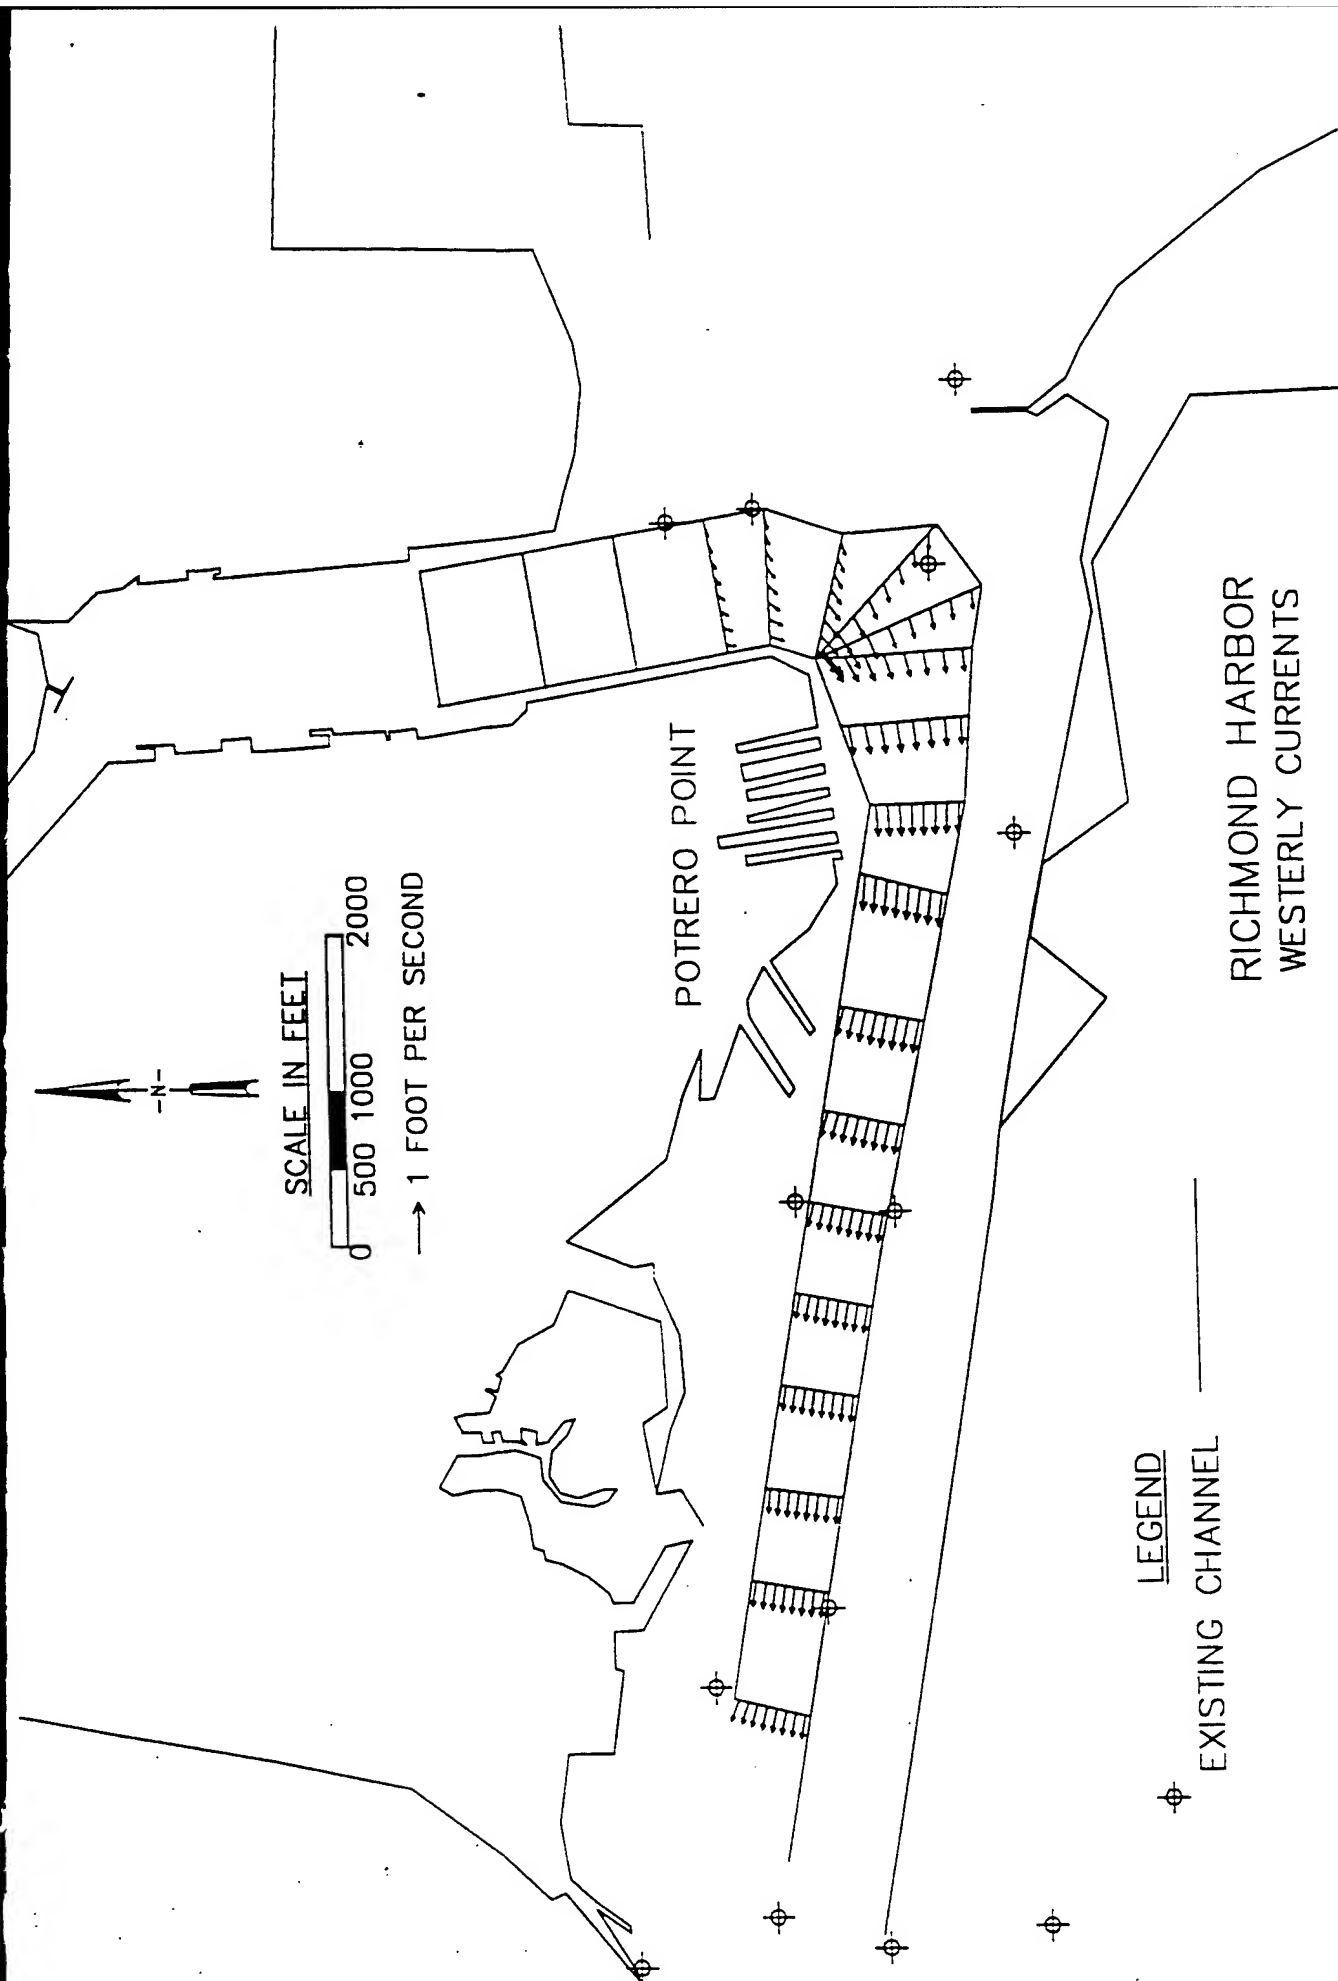 -N-
SCALE IN FEET
0 500 1000 2000
1 FOOT PER SECOND
POTRERO POINT
LEGEND
EXISTING CHANNEL
RICHMOND HARBOR
WESTERLY CURRENTS